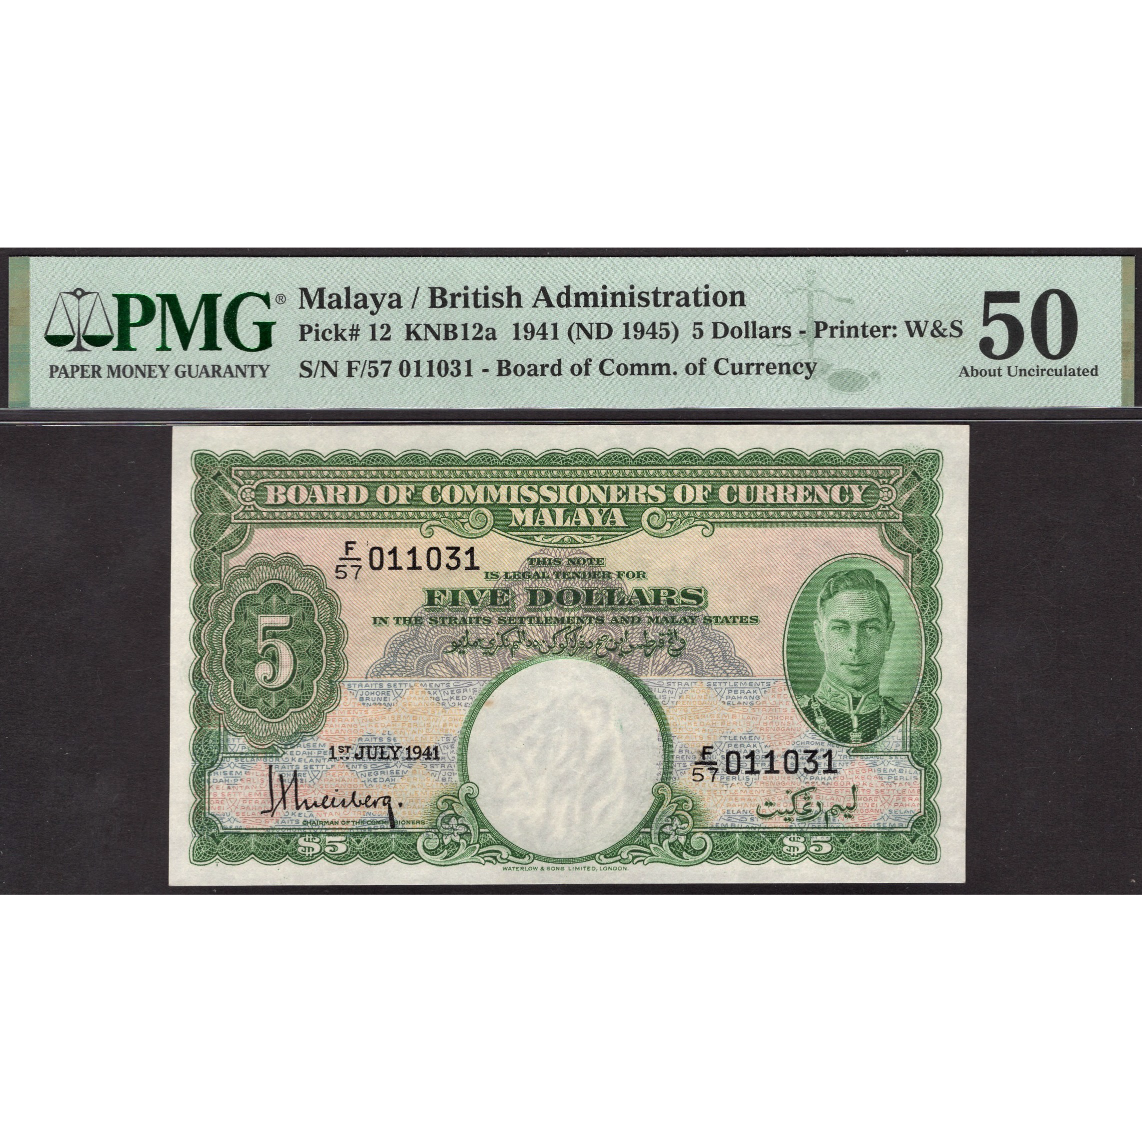 PMG®
PAPER MONEY GUARANTY
Malaya / British Administration
Pick# 12 KNB12a 1941 (ND 1945) 5 Dollars - Printer: W&S
S/N F/57 011031 - Board of Comm. of Currency
50
About Uncirculated
BOARD OF COMMISSIONERS OF CURRENCY
MALAYA
F/57 011031
THIS NOTE
IS LEGAL TENDER FOR
FIVE DOLLARS
IN THE STRAITS SETTLEMENTS AND MALAY STATES
5
1ST JULY 1941
F/57 011031
CHAIRMAN OF THE COMMISSIONERS
ليم رڠݢيت
$5
$5
WATERLOW & SONS LIMITED, LONDON.